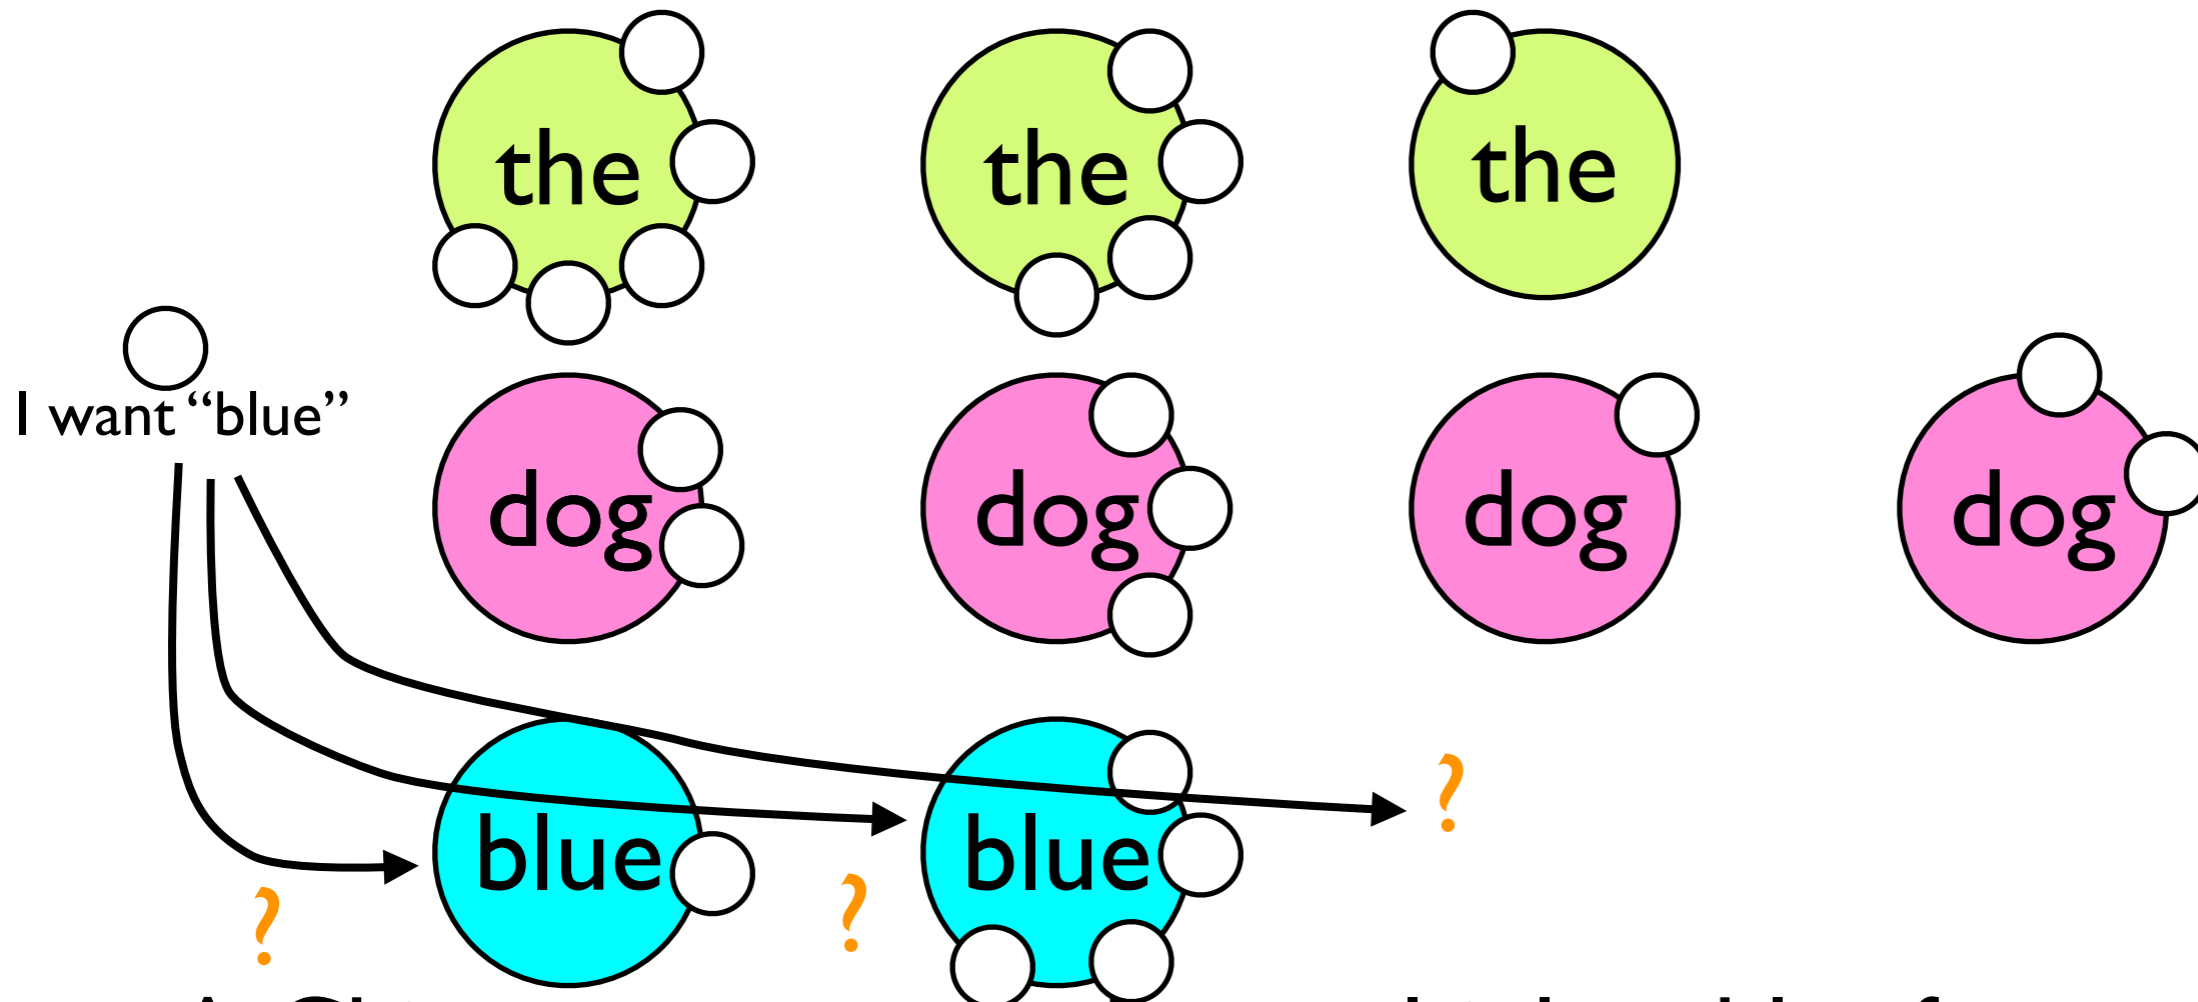 the the the
I want “blue”
dog dog dog dog
?
blue blue
? ?